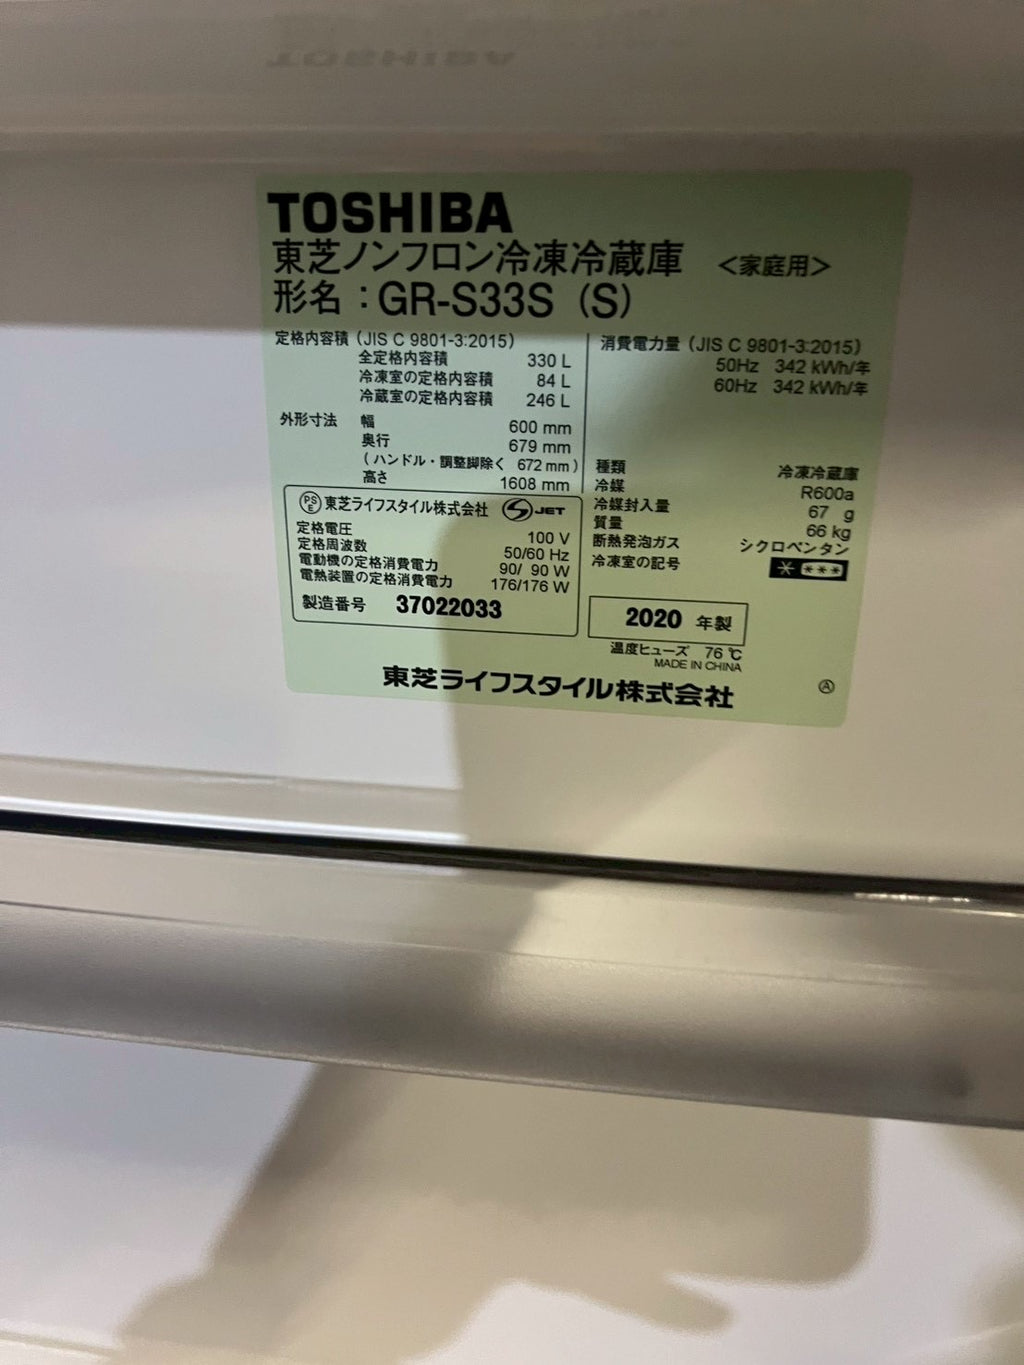 TOSHIBA
東芝ノンフロン冷凍冷蔵庫 <家庭用>
形名:GR-S33S (S)
定格内容積 (JIS C 9801-3:2015)
全定格内容積 330 L
冷凍室の定格内容積 84 L
冷蔵室の定格内容積 246 L
外形寸法 幅 600 mm
奥行 679 mm
(ハンドル・調整脚除く 672 mm)
高さ 1608 mm
PSE 東芝ライフスタイル株式会社 S JET
定格電圧 100 V
定格周波数 50/60 Hz
電動機の定格消費電力 90/ 90 W
電熱装置の定格消費電力 176/176 W
製造番号 37022033
消費電力量 (JIS C 9801-3:2015)
50Hz 342 kWh/年
60Hz 342 kWh/年
種類 冷凍冷蔵庫
冷媒 R600a
冷媒封入量 67 g
質量 66 kg
断熱発泡ガス シクロペンタン
冷凍室の記号 * ***
2020 年製
温度ヒューズ 76 ℃
MADE IN CHINA
東芝ライフスタイル株式会社 Ⓐ